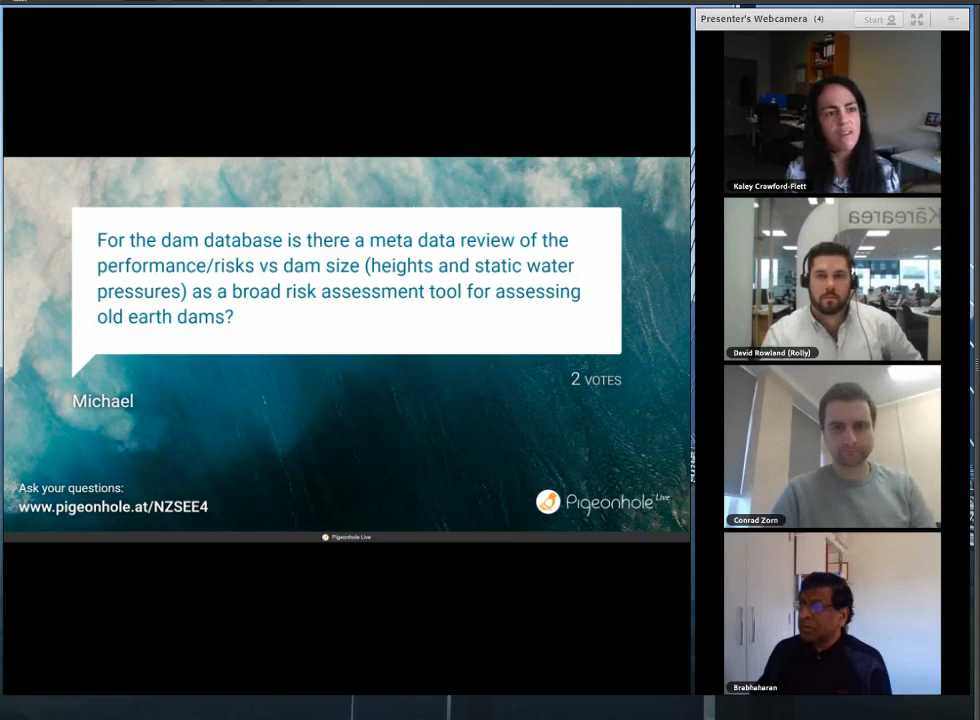 For the dam database is there a meta data review of the
performance/risks vs dam size (heights and static water
pressures) as a broad risk assessment tool for assessing
old earth dams?
2 VOTES
Michael
Ask your questions:
www.pigeonhole.at/NZSEE4
Pigeonhole Live
Pigeonhole Live
Presenter's Webcamera (4)
Start
Kaley Crawford-Flett
Kārearea
David Rowland (Rolly)
Conrad Zorn
Brabhaharan